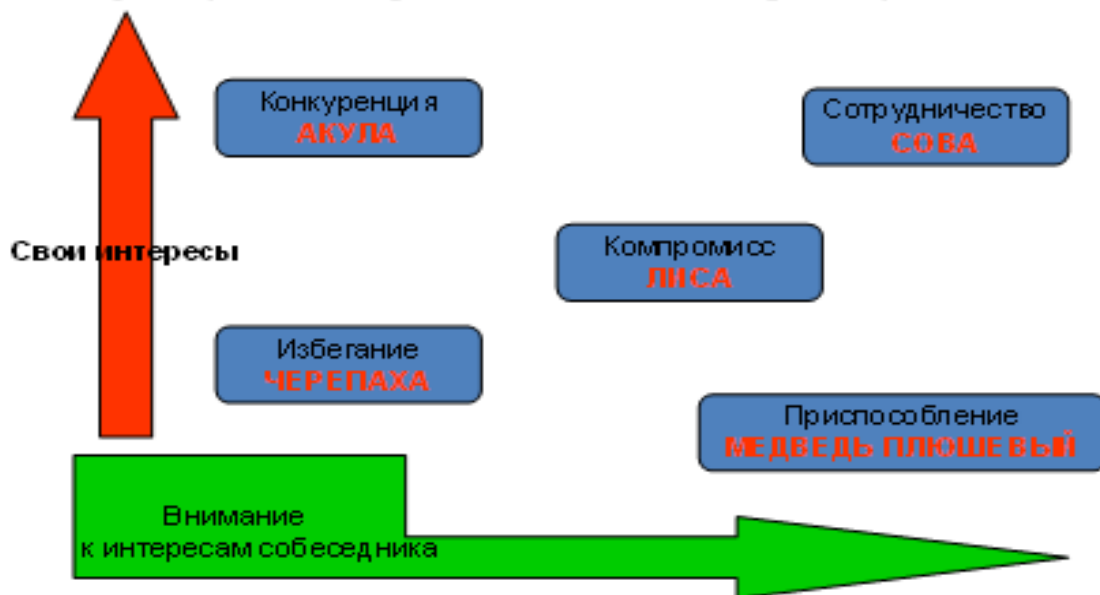 Конкуренция
АКУЛА
Сотрудничество
СОВА
Свои интересы
Компромисс
ЛИСА
Избегание
ЧЕРЕПАХА
Приспособление
МЕДВЕДЬ ПЛЮШЕВЫЙ
Внимание
к интересам собеседника